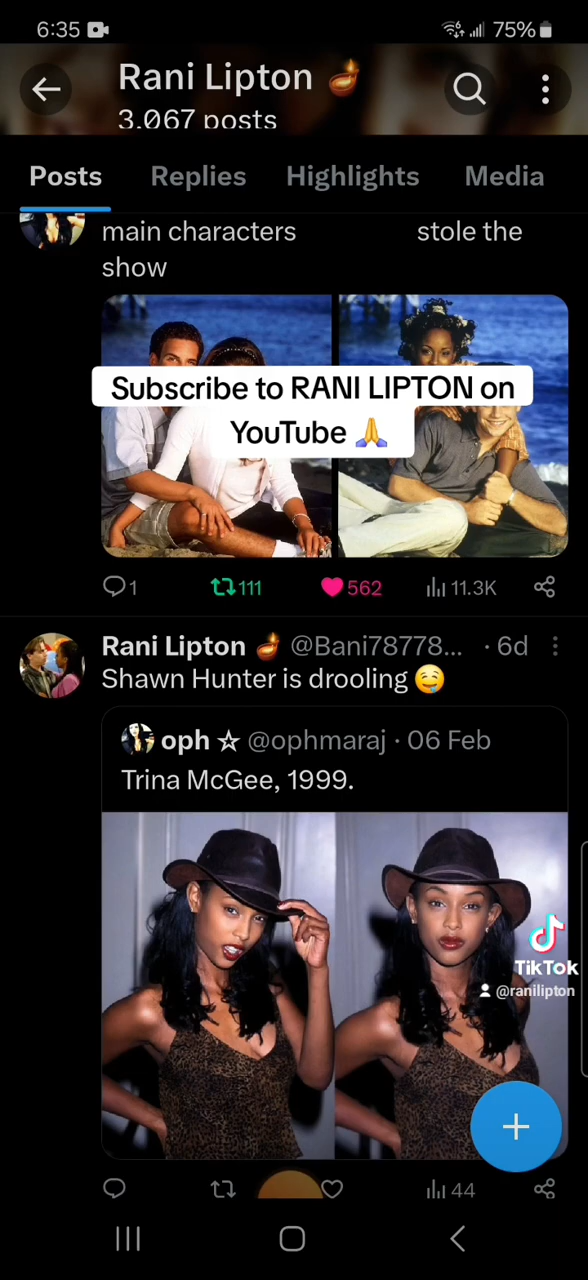 6:35
75%
Rani Lipton 🪔
3,067 posts
Posts Replies Highlights Media
main characters stole the
show
Subscribe to RANI LIPTON on
YouTube 🙏
1 111 562 11.3K
Rani Lipton 🪔 @Bani78778... · 6d
Shawn Hunter is drooling 🤤
oph ☆ @ophmaraj · 06 Feb
Trina McGee, 1999.
TikTok
@ranilipton
44